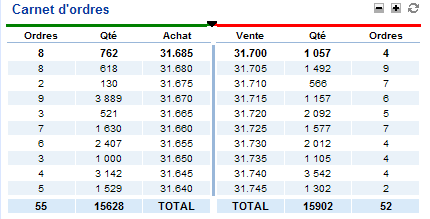 Carnet d'ordres
Ordres Qté Achat Vente Qté Ordres
8 762 31.685 31.700 1 057 4
8 618 31.680 31.705 1 492 9
2 130 31.675 31.710 566 7
9 3 889 31.670 31.715 1 157 6
3 521 31.665 31.720 2 092 5
7 1 630 31.660 31.725 1 577 7
6 2 407 31.655 31.730 2 012 4
3 1 000 31.650 31.735 1 105 4
4 3 142 31.645 31.740 3 542 4
5 1 529 31.640 31.745 1 302 2
55 15628 TOTAL TOTAL 15902 52